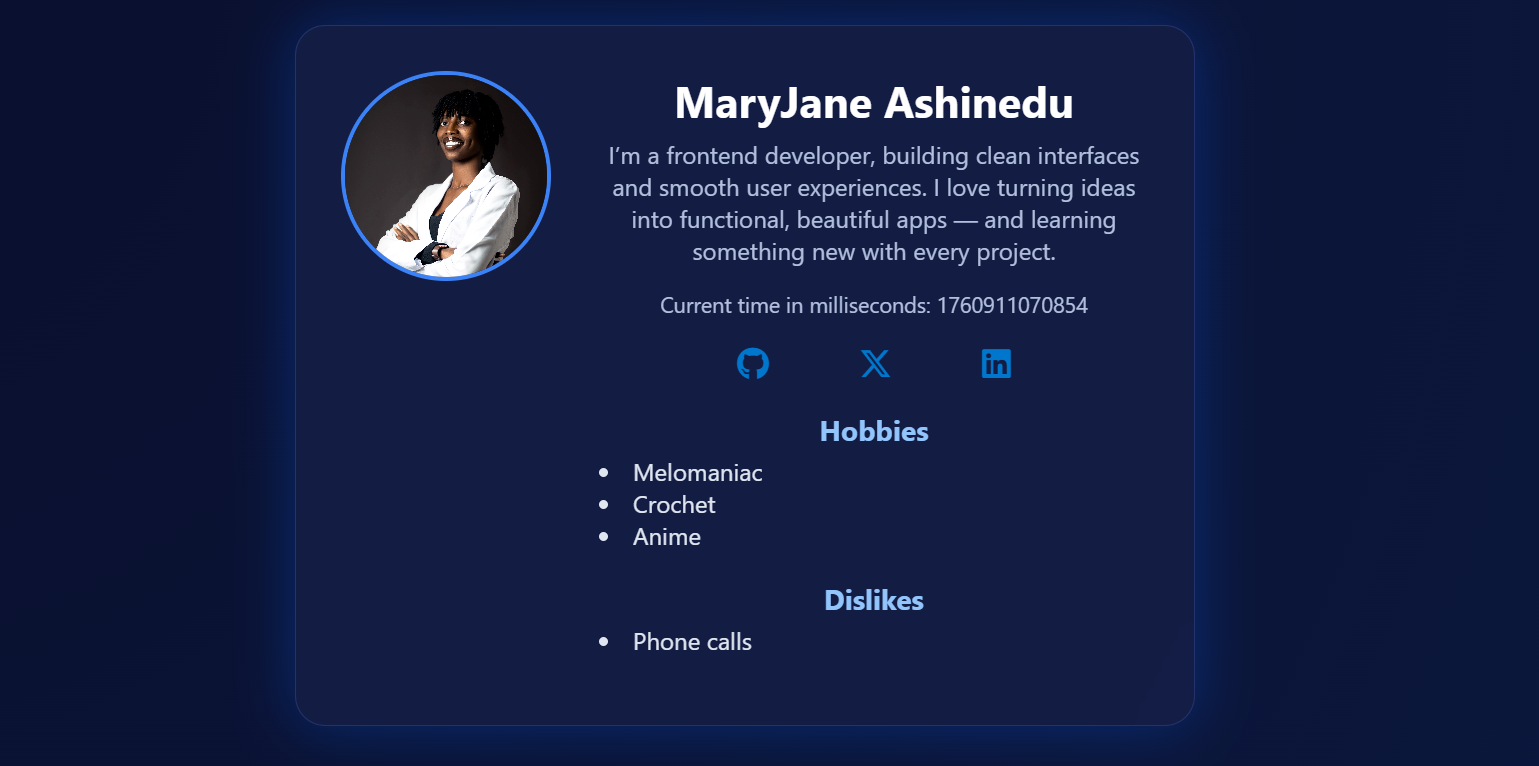 MaryJane Ashinedu
I’m a frontend developer, building clean interfaces
and smooth user experiences. I love turning ideas
into functional, beautiful apps — and learning
something new with every project.
Current time in milliseconds: 1760911070854
Hobbies
Melomaniac
Crochet
Anime
Dislikes
Phone calls